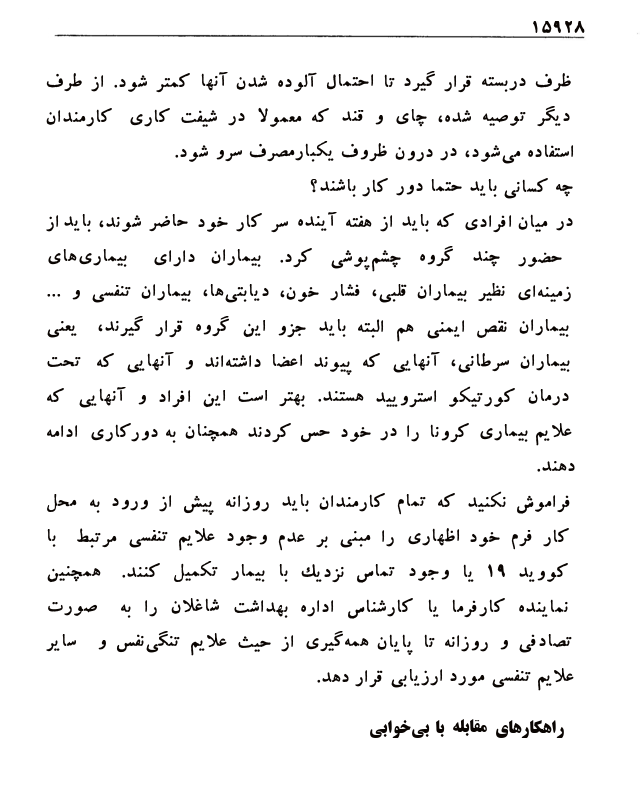 ۱۵۹۲۸
ظرف دربسته قرار گیرد تا احتمال آلوده شدن آنها کمتر شود. از طرف
دیگر توصیه شده، چای و قند که معمولا در شیفت کاری کارمندان
استفاده می‌شود، در درون ظروف یکبارمصرف سرو شود.
چه کسانی باید حتما دور کار باشند؟
در میان افرادی که باید از هفته آینده سر کار خود حاضر شوند، باید از
حضور چند گروه چشم‌پوشی کرد. بیماران دارای بیماری‌های
زمینه‌ای نظیر بیماران قلبی، فشار خون، دیابتی‌ها، بیماران تنفسی و ...
بیماران نقص ایمنی هم البته باید جزو این گروه قرار گیرند، یعنی
بیماران سرطانی، آنهایی که پیوند اعضا داشته‌اند و آنهایی که تحت
درمان کورتیکو استرویید هستند. بهتر است این افراد و آنهایی که
علایم بیماری کرونا را در خود حس کردند همچنان به دورکاری ادامه
دهند.
فراموش نکنید که تمام کارمندان باید روزانه پیش از ورود به محل
کار فرم خود اظهاری را مبنی بر عدم وجود علایم تنفسی مرتبط با
کووید ۱۹ یا وجود تماس نزدیك با بیمار تکمیل کنند. همچنین
نماینده کارفرما یا کارشناس اداره بهداشت شاغلان را به صورت
تصادفی و روزانه تا پایان همه‌گیری از حیث علایم تنگی‌نفس و سایر
علایم تنفسی مورد ارزیابی قرار دهد.
راهکارهای مقابله با بی‌خوابی